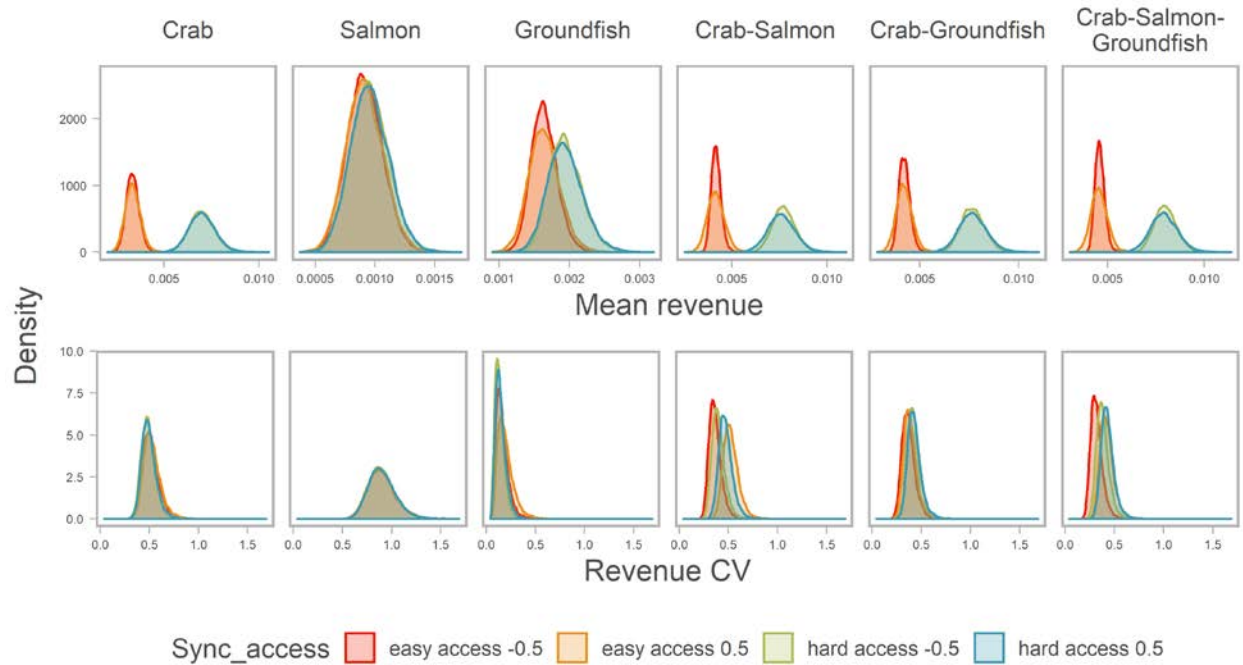 Crab Salmon Groundfish Crab-Salmon Crab-Groundfish Crab-Salmon-
Groundfish
2000
1000
0
0.005 0.010 0.0005 0.0010 0.0015 0.001 0.002 0.003 0.005 0.010 0.005 0.010 0.005 0.010
Mean revenue
Density
10.0
7.5
5.0
2.5
0.0
0.0 0.5 1.0 1.5 0.0 0.5 1.0 1.5 0.0 0.5 1.0 1.5 0.0 0.5 1.0 1.5 0.0 0.5 1.0 1.5 0.0 0.5 1.0 1.5
Revenue CV
Sync_access easy access -0.5 easy access 0.5 hard access -0.5 hard access 0.5